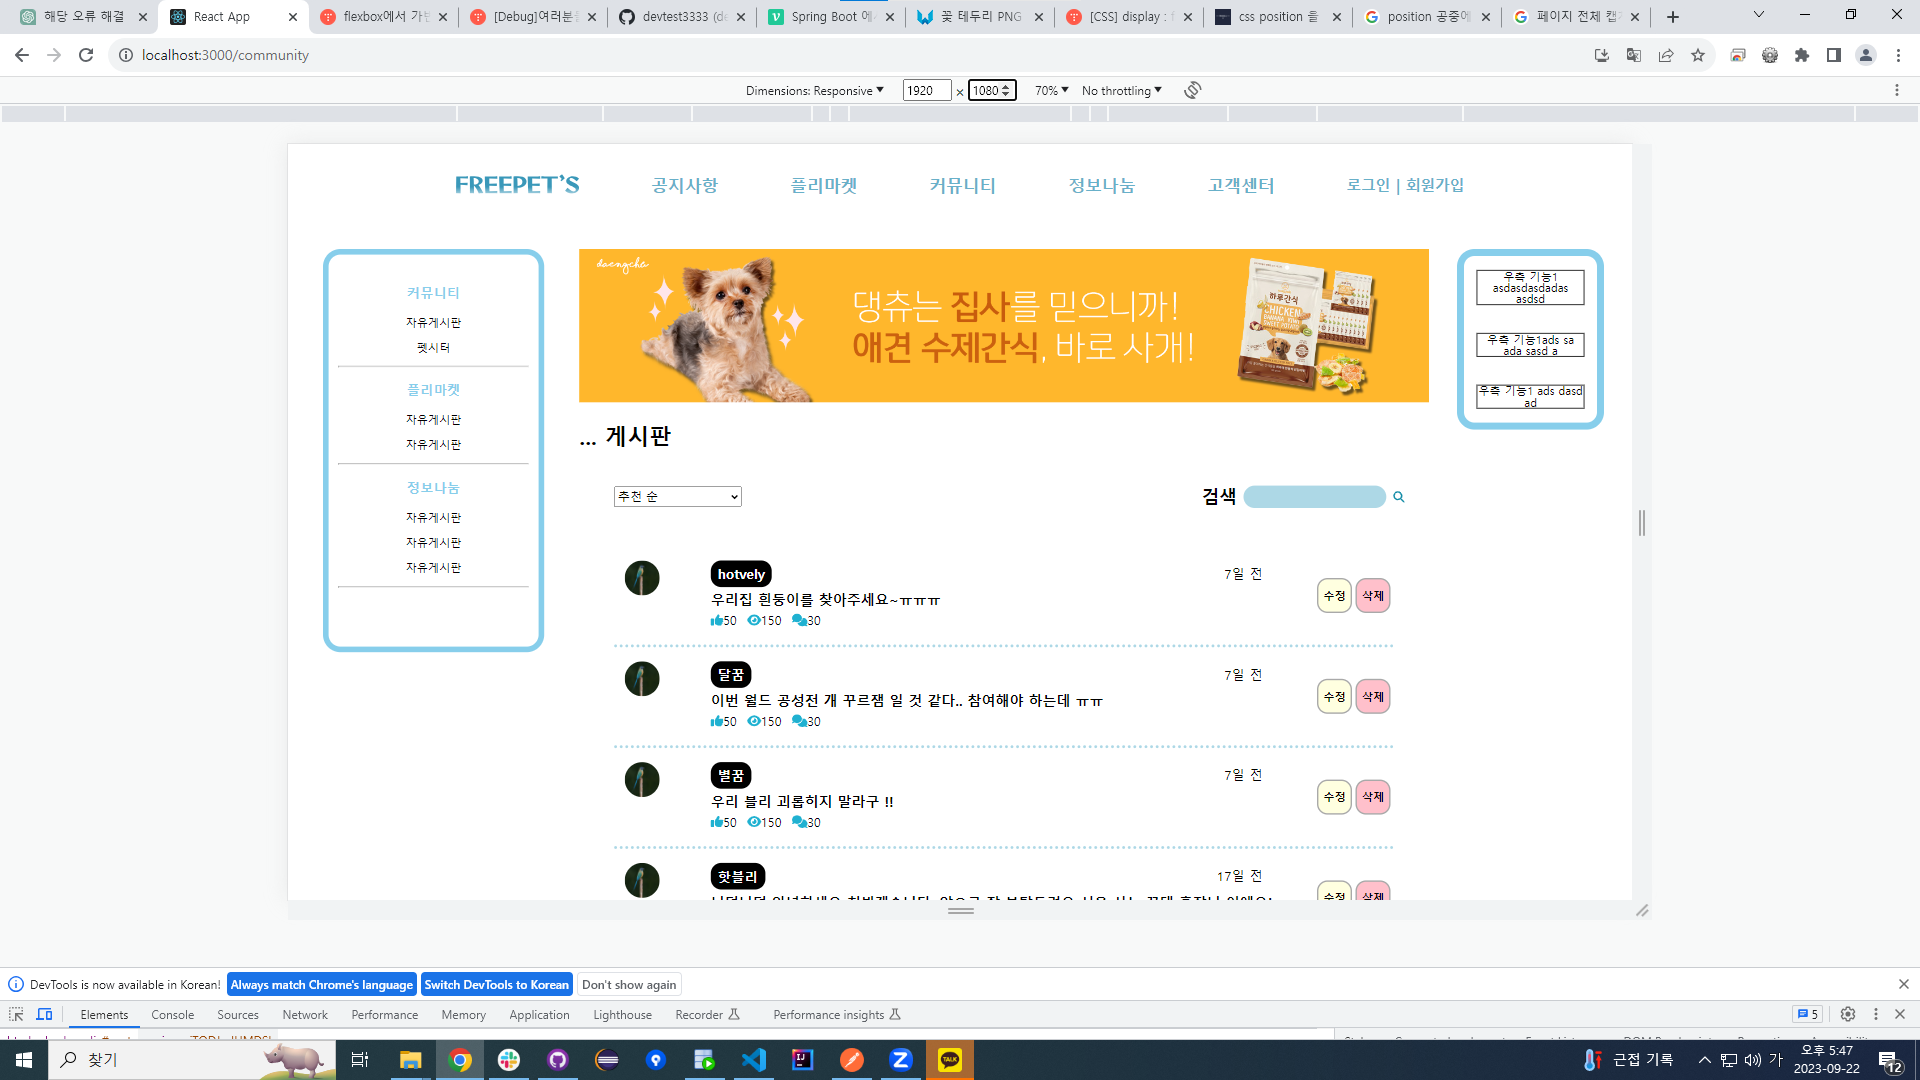 해당 오류 해결
React App
flexbox에서 가변
[Debug]여러분들
devtest3333 (de
Spring Boot 에서
꽃 테두리 PNG
[CSS] display : f
css position 을
position 공중에
페이지 전체 캡처
localhost:3000/community
Dimensions: Responsive 1920 × 1080 70% No throttling
FREEPET'S 공지사항 플리마켓 커뮤니티 정보나눔 고객센터 로그인 | 회원가입
커뮤니티
자유게시판
펫시터
플리마켓
자유게시판
자유게시판
정보나눔
자유게시판
자유게시판
자유게시판
daengcha
댕츄는 집사를 믿으니까!
애견 수제간식, 바로 사개!
하루간식
CHICKEN
우측 기능1
asdasdasdadas
asdsd
우측 기능1ads sa
ada sasd a
우측 기능1 ads dasd
ad
... 게시판
추천 순 검색
hotvely 7일 전
우리집 흰둥이를 찾아주세요~ㅠㅠㅠ 수정 삭제
50 150 30
달꿈 7일 전
이번 월드 공성전 개 꾸르잼 일 것 같다.. 참여해야 하는데 ㅠㅠ 수정 삭제
50 150 30
별꿈 7일 전
우리 블리 괴롭히지 말라구 !! 수정 삭제
50 150 30
핫블리 17일 전
수정 삭제
DevTools is now available in Korean! Always match Chrome's language Switch DevTools to Korean Don't show again
Elements Console Sources Network Performance Memory Application Lighthouse Recorder Performance insights 5
찾기
TALK
근접 기록 가 오후 5:47
2023-09-22 12